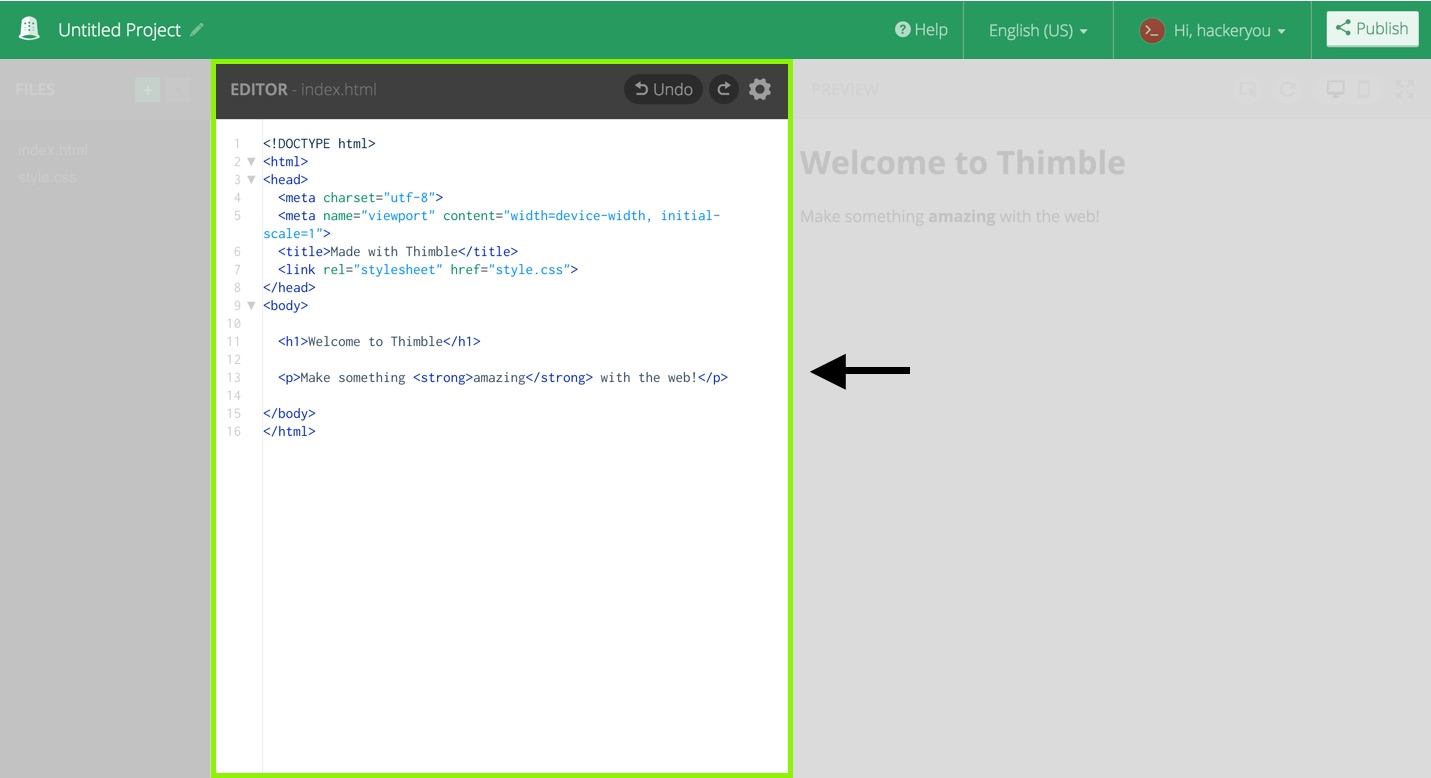 Untitled Project
Help
English (US)
Hi, hackeryou
Publish
FILES
index.html
style.css
EDITOR - index.html
Undo
1 <!DOCTYPE html>
2 <html>
3 <head>
4 <meta charset="utf-8">
5 <meta name="viewport" content="width=device-width, initial-
scale=1">
6 <title>Made with Thimble</title>
7 <link rel="stylesheet" href="style.css">
8 </head>
9 <body>
10
11 <h1>Welcome to Thimble</h1>
12
13 <p>Make something <strong>amazing</strong> with the web!</p>
14
15 </body>
16 </html>
PREVIEW
Welcome to Thimble
Make something amazing with the web!